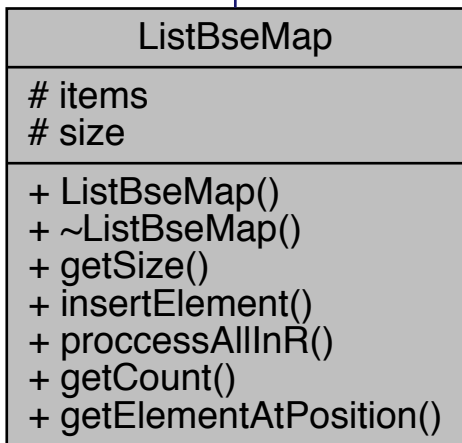 ListBseMap
# items
# size
+ ListBseMap()
+ ~ListBseMap()
+ getSize()
+ insertElement()
+ proccessAllInR()
+ getCount()
+ getElementAtPosition()